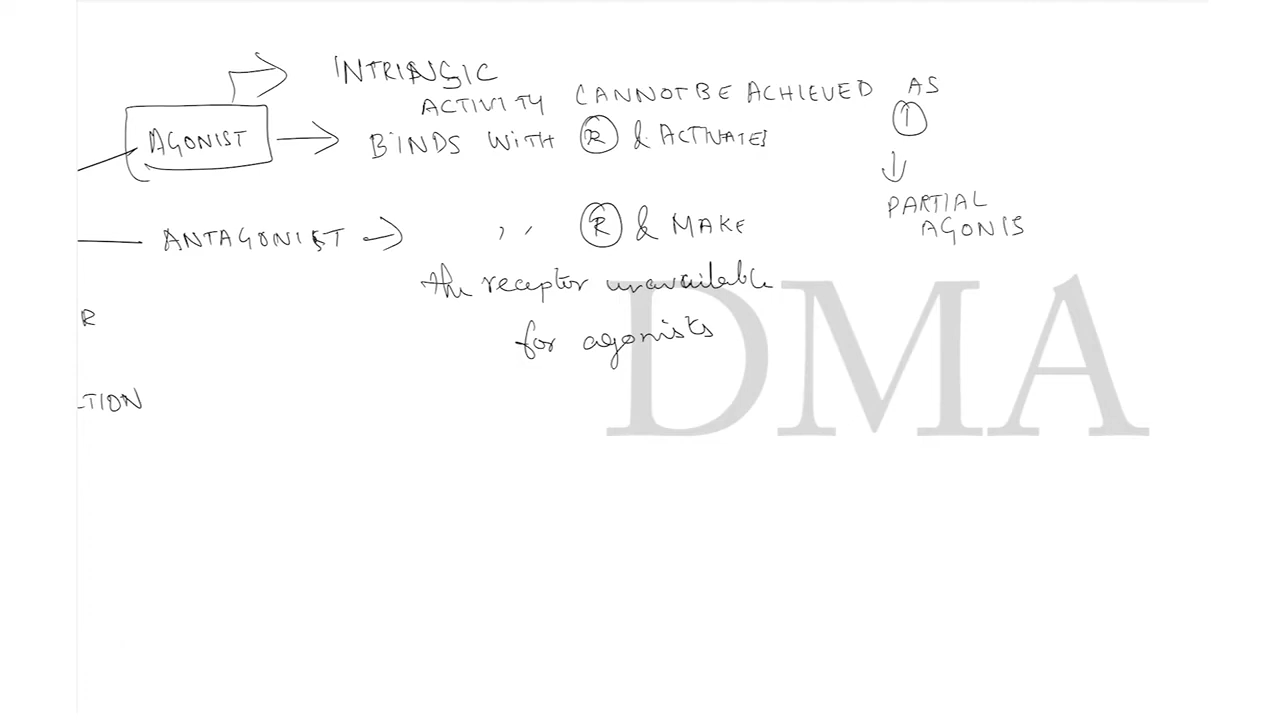 INTRINSIC
ACTIVITY CANNOT BE ACHIEVED AS
↑
AGONIST → BINDS WITH R & ACTIVATES
↓
PARTIAL
AGONIS
ANTAGONIST → ,, R & MAKE
the receptor unavailable
for agonists
R
CTION
DMA